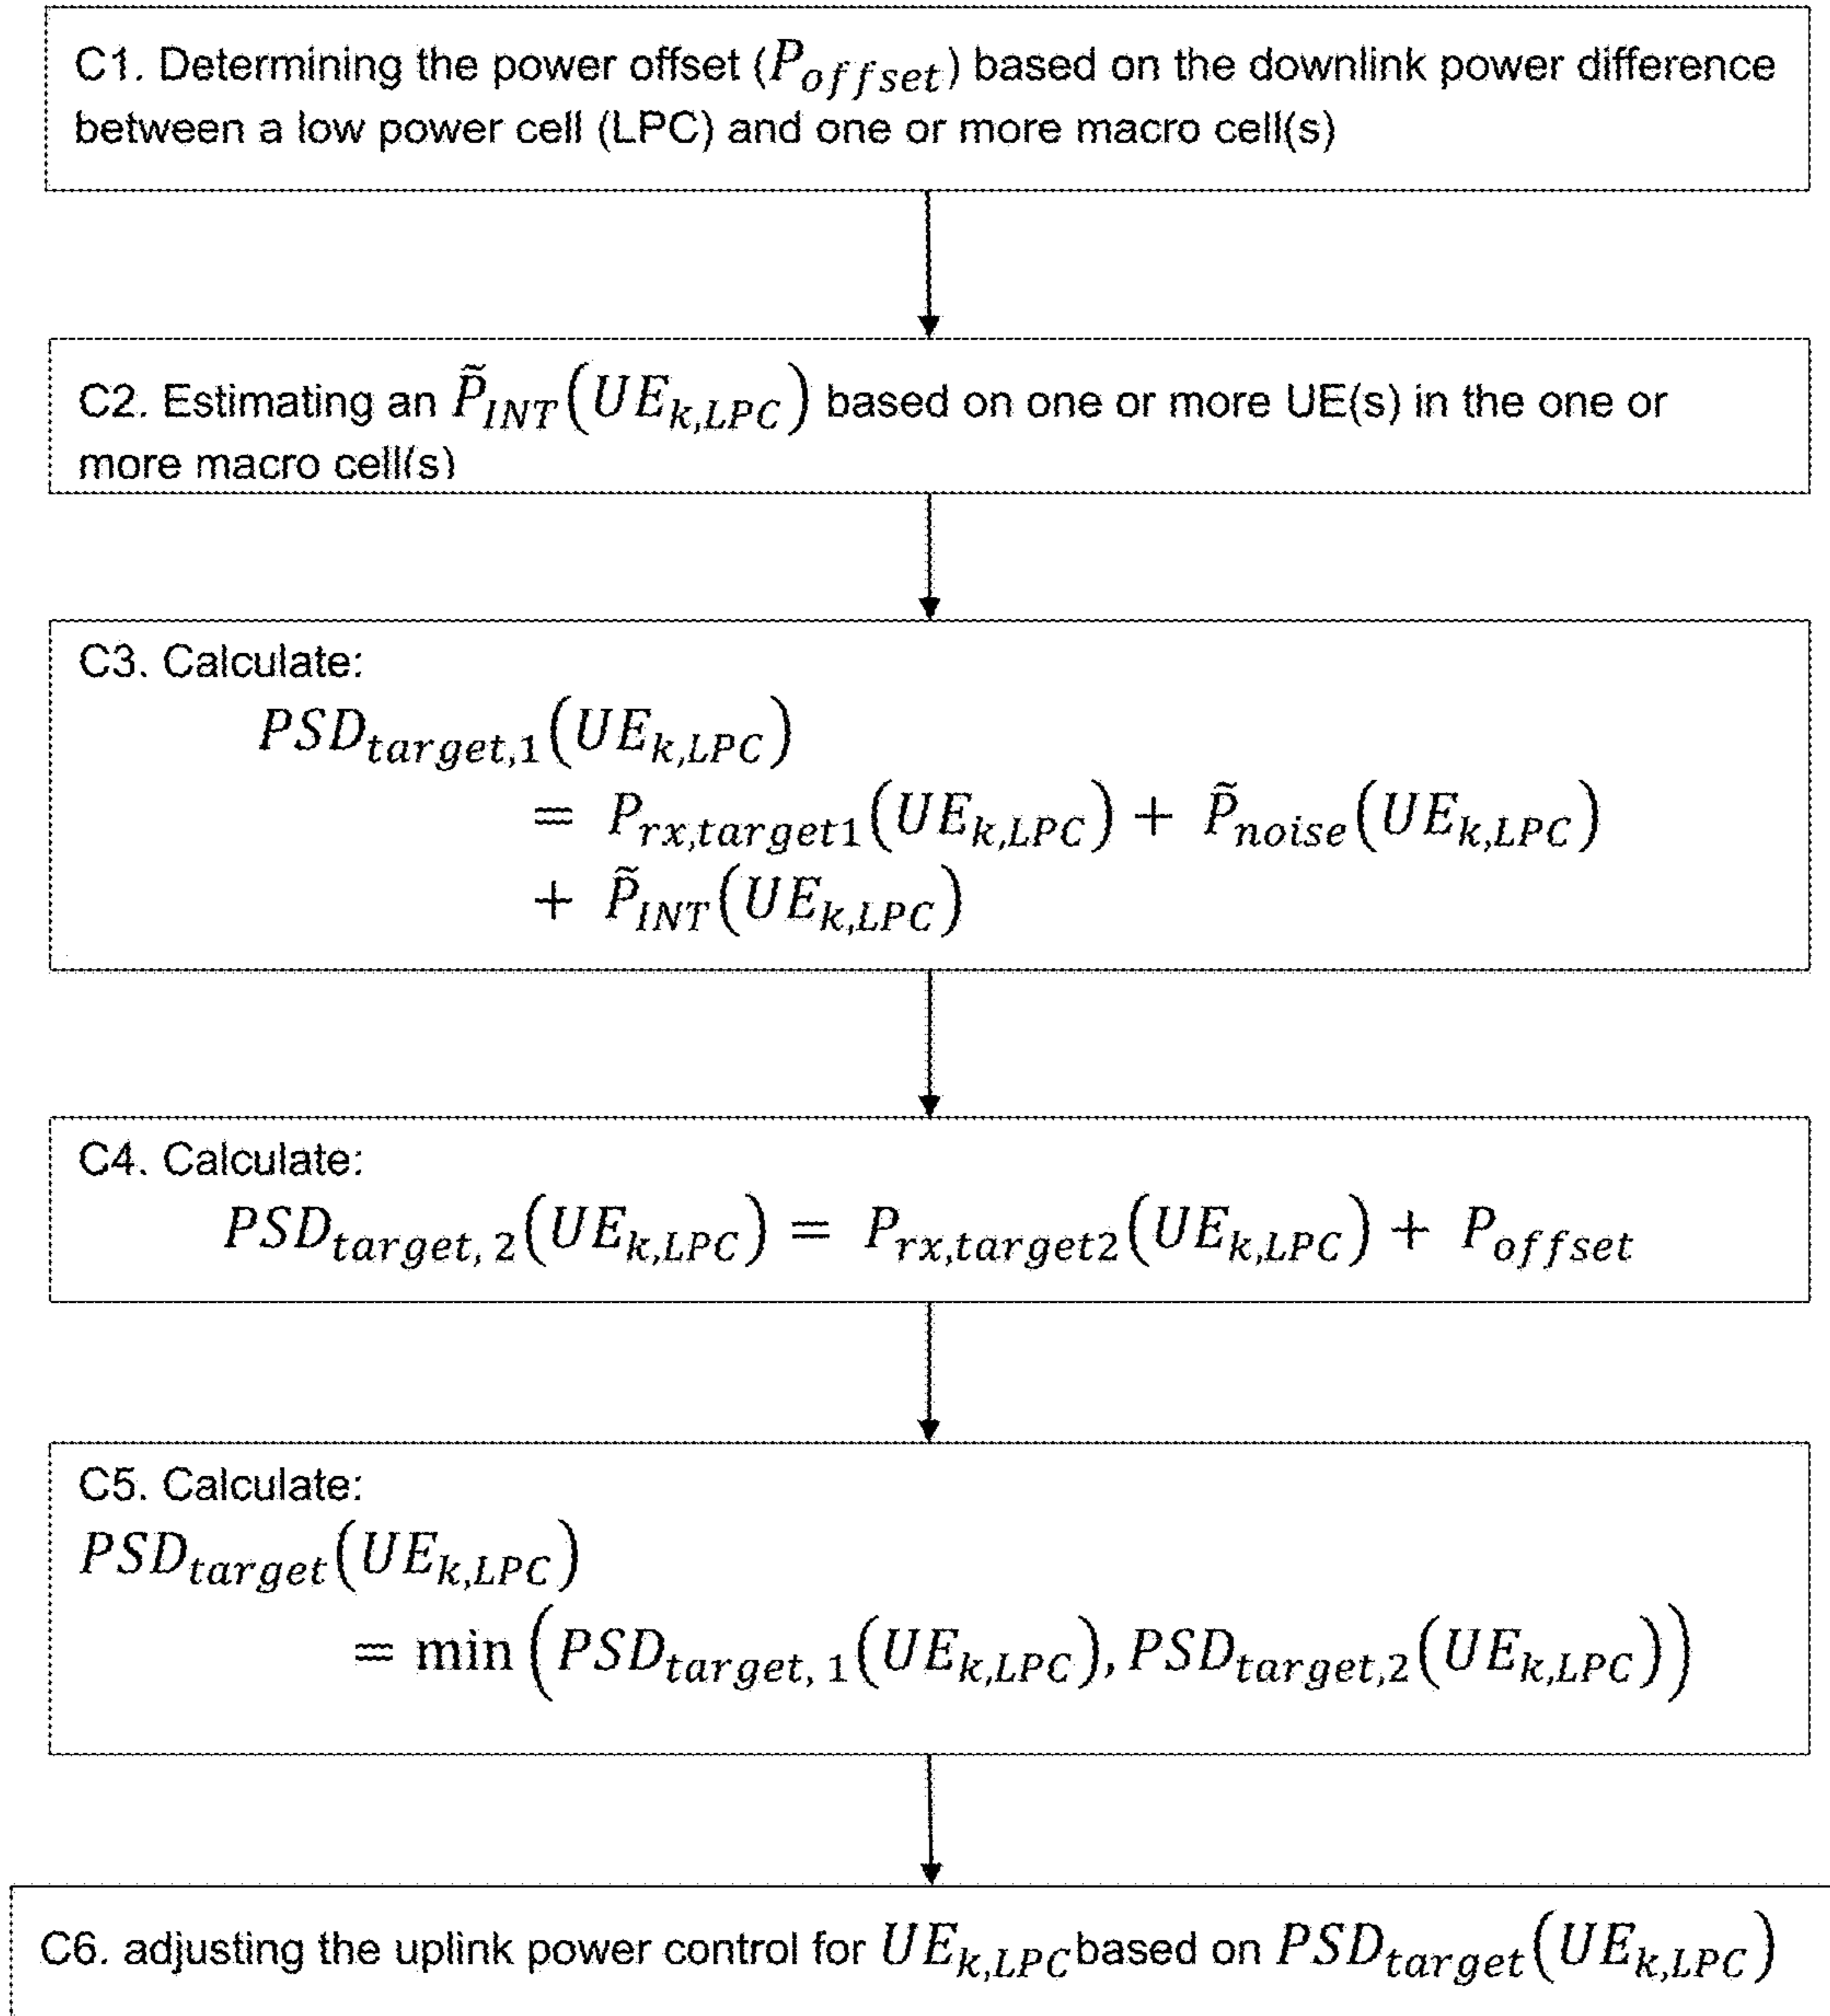 C1. Determining the power offset (P_offset) based on the downlink power difference
between a low power cell (LPC) and one or more macro cell(s)
C2. Estimating an P̃_INT(UE_k,LPC) based on one or more UE(s) in the one or
more macro cell(s)
C3. Calculate:
PSD_target,1(UE_k,LPC)
= P_rx,target1(UE_k,LPC) + P̃_noise(UE_k,LPC)
+ P̃_INT(UE_k,LPC)
C4. Calculate:
PSD_target, 2(UE_k,LPC) = P_rx,target2(UE_k,LPC) + P_offset
C5. Calculate:
PSD_target(UE_k,LPC)
= min(PSD_target, 1(UE_k,LPC), PSD_target,2(UE_k,LPC))
C6. adjusting the uplink power control for UE_k,LPC based on PSD_target(UE_k,LPC)